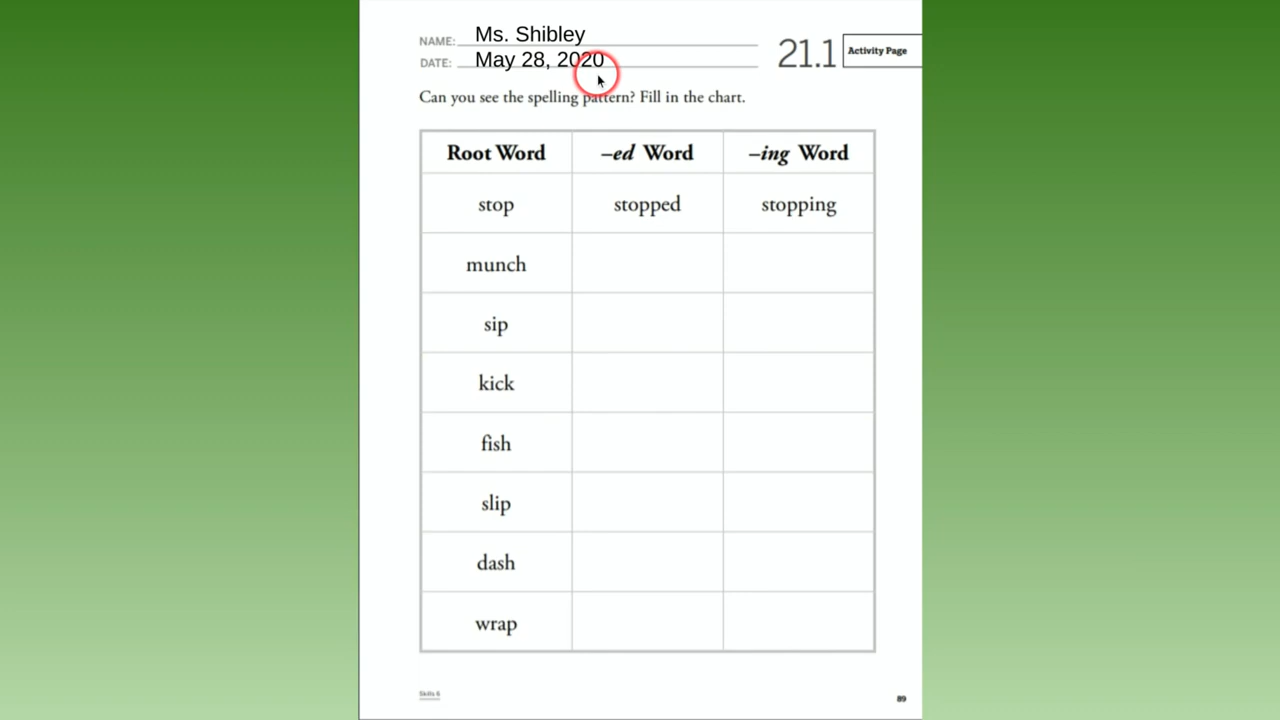 NAME: Ms. Shibley
DATE: May 28, 2020
21.1 Activity Page
Can you see the spelling pattern? Fill in the chart.
Root Word –ed Word –ing Word
stop stopped stopping
munch
sip
kick
fish
slip
dash
wrap
Skills 6
89